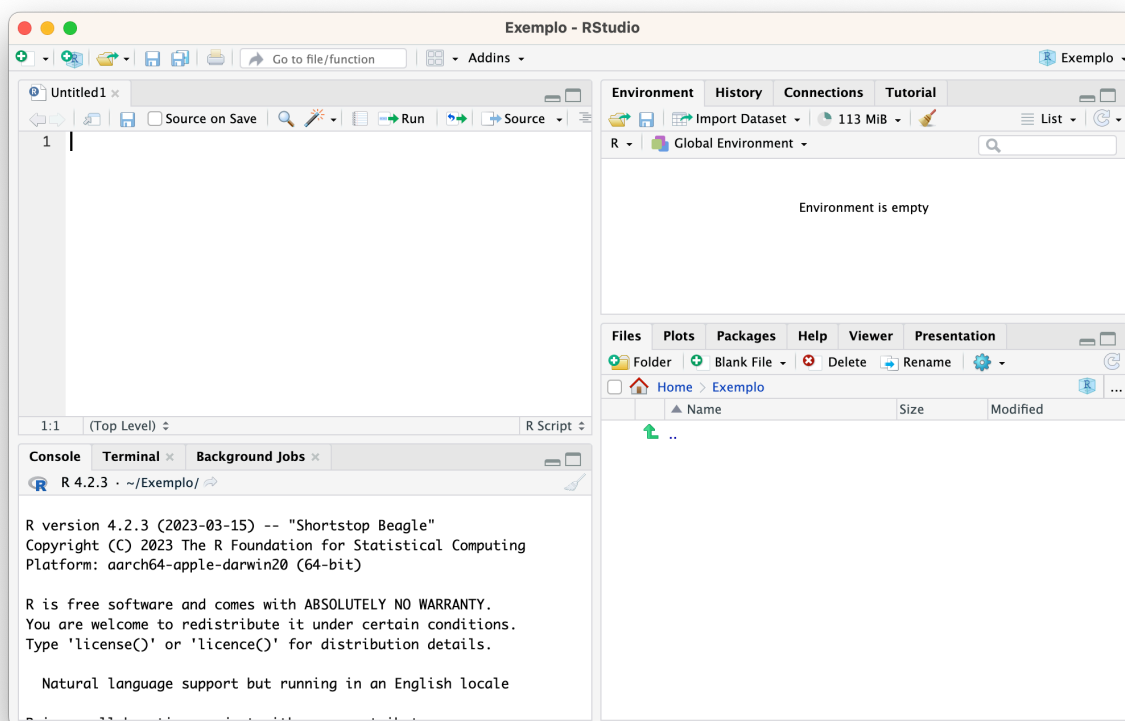 Exemplo - RStudio
Go to file/function Addins Exemplo
Untitled1
Source on Save Run Source
1
1:1 (Top Level) R Script
Console Terminal Background Jobs
R 4.2.3 · ~/Exemplo/
R version 4.2.3 (2023-03-15) -- "Shortstop Beagle"
Copyright (C) 2023 The R Foundation for Statistical Computing
Platform: aarch64-apple-darwin20 (64-bit)
R is free software and comes with ABSOLUTELY NO WARRANTY.
You are welcome to redistribute it under certain conditions.
Type 'license()' or 'licence()' for distribution details.
Natural language support but running in an English locale
Environment History Connections Tutorial
Import Dataset 113 MiB List
R Global Environment
Environment is empty
Files Plots Packages Help Viewer Presentation
Folder Blank File Delete Rename
Home > Exemplo ...
Name Size Modified
..